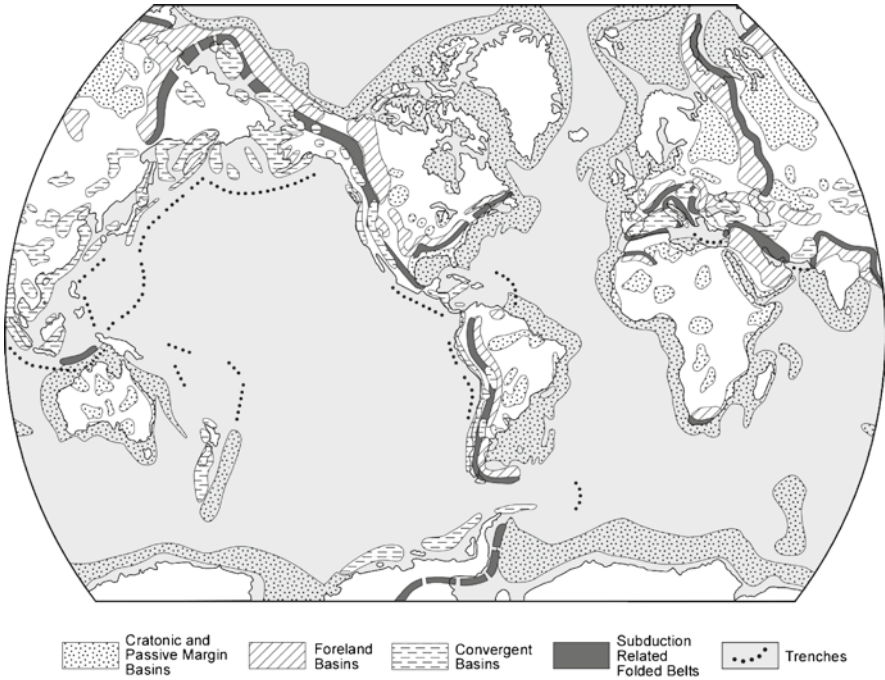 Cratonic and
Passive Margin
Basins
Foreland
Basins
Convergent
Basins
Subduction
Related
Folded Belts
Trenches